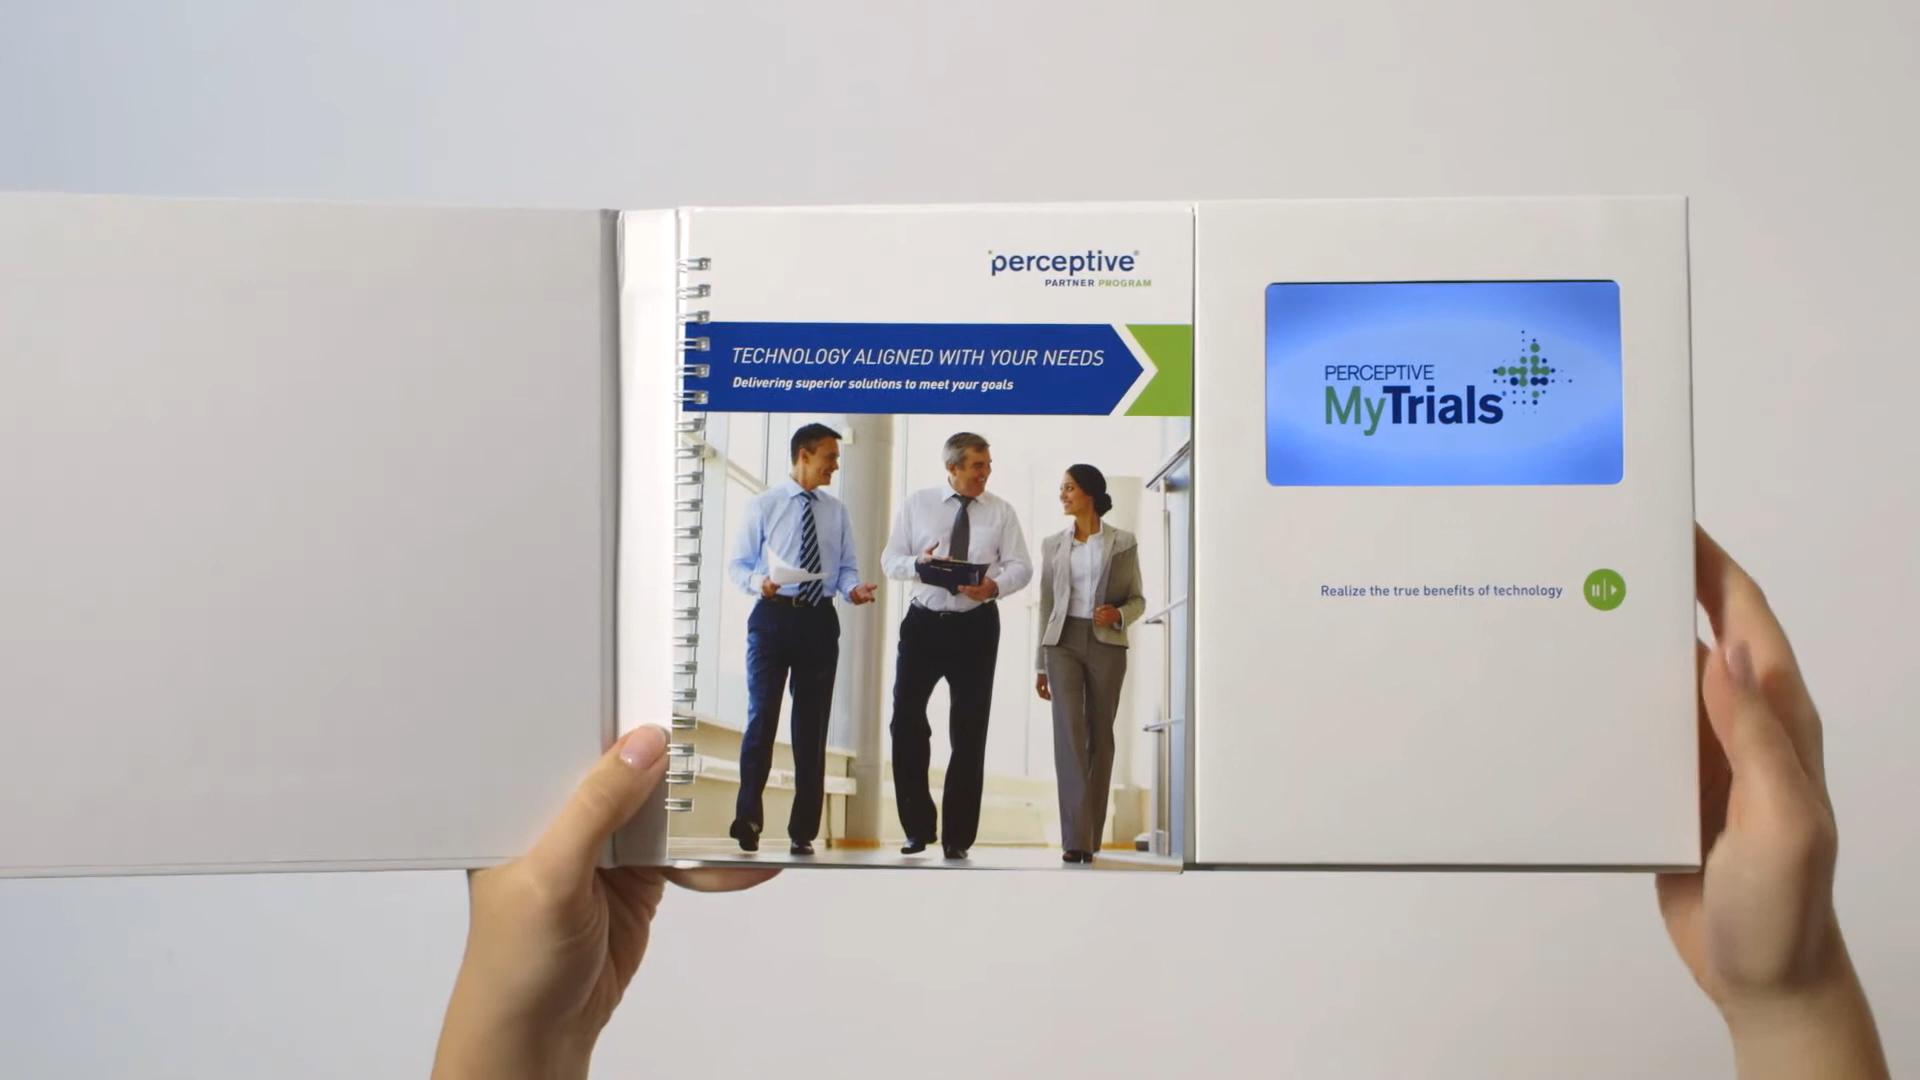 perceptive®
PARTNER PROGRAM
TECHNOLOGY ALIGNED WITH YOUR NEEDS
Delivering superior solutions to meet your goals
PERCEPTIVE
MyTrials
Realize the true benefits of technology